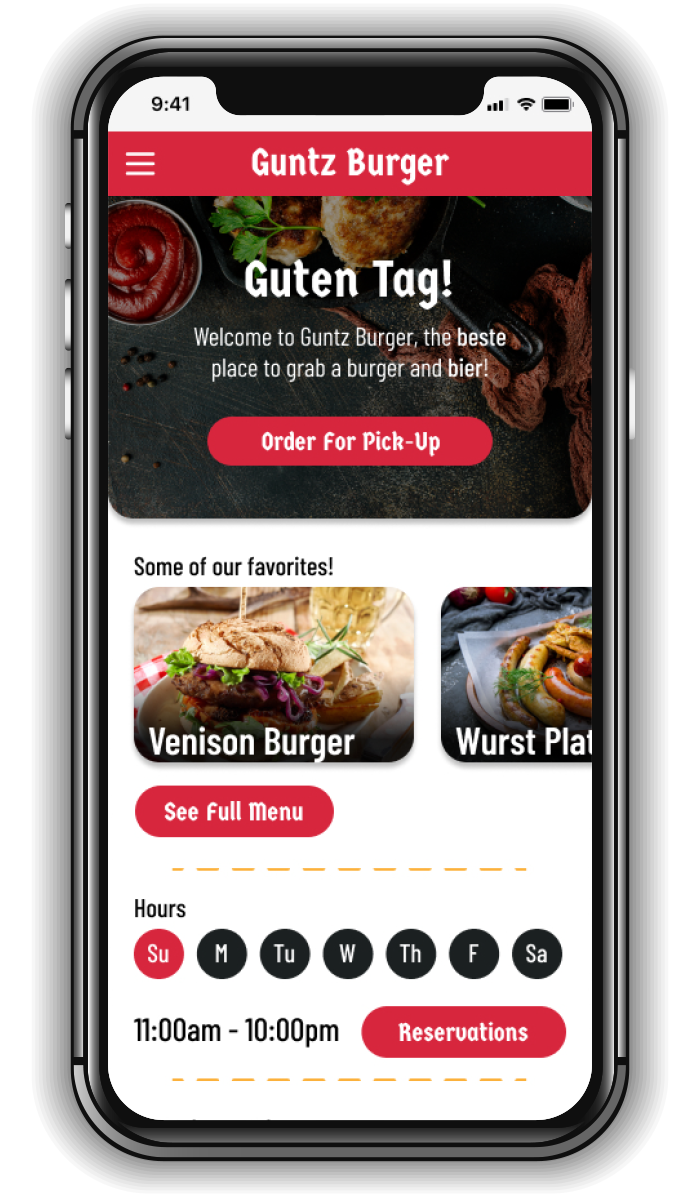 9:41
Guntz Burger
Guten Tag!
Welcome to Guntz Burger, the beste
place to grab a burger and bier!
Order For Pick-Up
Some of our favorites!
Venison Burger
Wurst Plat
See Full Menu
Hours
Su M Tu W Th F Sa
11:00am - 10:00pm
Reservations